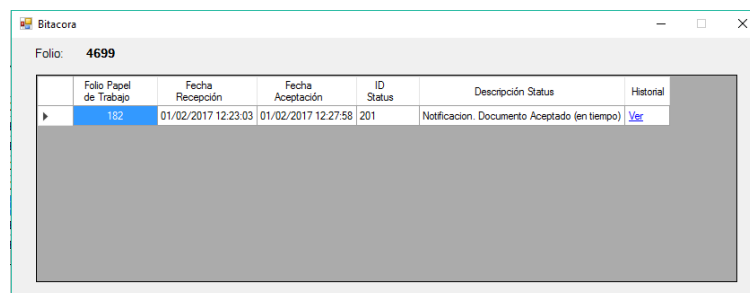 Bitacora
Folio: 4699
Folio Papel de Trabajo Fecha Recepción Fecha Aceptación ID Status Descripción Status Historial
182 01/02/2017 12:23:03 01/02/2017 12:27:58 201 Notificacion. Documento Aceptado (en tiempo) Ver